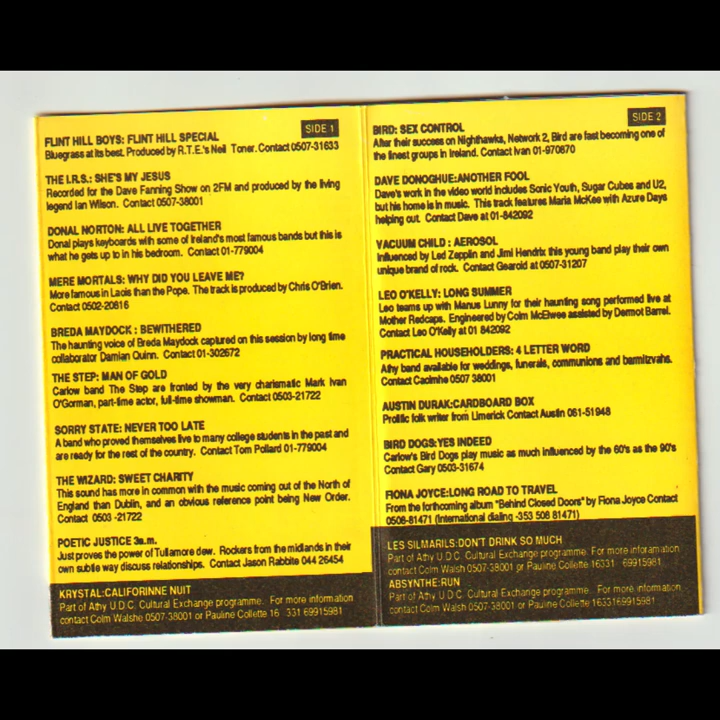 SIDE 1
FLINT HILL BOYS: FLINT HILL SPECIAL
Bluegrass at its best. Produced by R.T.E.'s Neil Toner. Contact 0507-31633
THE I.R.S.: SHE'S MY JESUS
Recorded for the Dave Fanning Show on 2FM and produced by the living
legend Ian Wilson. Contact 0507-38001
DONAL NORTON: ALL LIVE TOGETHER
Donal plays keyboards with some of Ireland's most famous bands but this is
what he gets up to in his bedroom. Contact 01-779004
MERE MORTALS: WHY DID YOU LEAVE ME?
More famous in Laois than the Pope. The track is produced by Chris O'Brien.
Contact 0502-20616
BREDA MAYDOCK : BEWITHERED
The haunting voice of Breda Maydock captured on this session by long time
collaborator Damian Quinn. Contact 01-302672
THE STEP: MAN OF GOLD
Carlow band The Step are fronted by the very charismatic Mark Ivan
O'Gorman, part-time actor, full-time showman. Contact 0503-21722
SORRY STATE: NEVER TOO LATE
A band who proved themselves live to many college students in the past and
are ready for the rest of the country. Contact Tom Pollard 01-779004
THE WIZARD: SWEET CHARITY
This sound has more in common with the music coming out of the North of
England than Dublin, and an obvious reference point being New Order.
Contact 0503 -21722
POETIC JUSTICE 3a.m.
Just proves the power of Tullamore dew. Rockers from the midlands in their
own subtle way discuss relationships. Contact Jason Rabbite 044 26454
KRYSTAL:CALIFORINNE NUIT
Part of Athy U.D.C. Cultural Exchange programme. For more information
contact Colm Walshe 0507-38001 or Pauline Collette 16 331 69915981
SIDE 2
BIRD: SEX CONTROL
After their success on Nighthawks, Network 2, Bird are fast becoming one of
the finest groups in Ireland. Contact Ivan 01-970870
DAVE DONOGHUE:ANOTHER FOOL
Dave's work in the video world includes Sonic Youth, Sugar Cubes and U2,
but his home is in music. This track features Maria McKee with Azure Days
helping out. Contact Dave at 01-842092
VACUUM CHILD : AEROSOL
Influenced by Led Zepplin and Jimi Hendrix this young band play their own
unique brand of rock. Contact Gearoid at 0507-31207
LEO O'KELLY: LONG SUMMER
Leo teams up with Manus Lunny for their haunting song performed live at
Mother Redcaps. Engineered by Colm McElwee assisted by Dermot Barrel.
Contact Leo O'Kelly at 01 842092
PRACTICAL HOUSEHOLDERS: 4 LETTER WORD
Athy band available for weddings, funerals, communions and barmitzvahs.
Contact Caoimhe 0507 38001
AUSTIN DURAK:CARDBOARD BOX
Prolific folk writer from Limerick Contact Austin 061-51948
BIRD DOGS:YES INDEED
Carlow's Bird Dogs play music as much influenced by the 60's as the 90's
Contact Gary 0503-31674
FIONA JOYCE:LONG ROAD TO TRAVEL
From the forthcoming album "Behind Closed Doors" by Fiona Joyce Contact
0506-81471 (International dialing -353 506 81471)
LES SILMARILS:DON'T DRINK SO MUCH
Part of Athy U.D.C. Cultural Exchange programme. For more inforamtion
contact Colm Walsh 0507-38001 or Pauline Collette 16331 69915981
ABSYNTHE:RUN
Part of Athy U.D.C. Cultural Exchange programme. For more information
contact Colm Walsh 0507-38001 or Pauline Collette 1633169915981